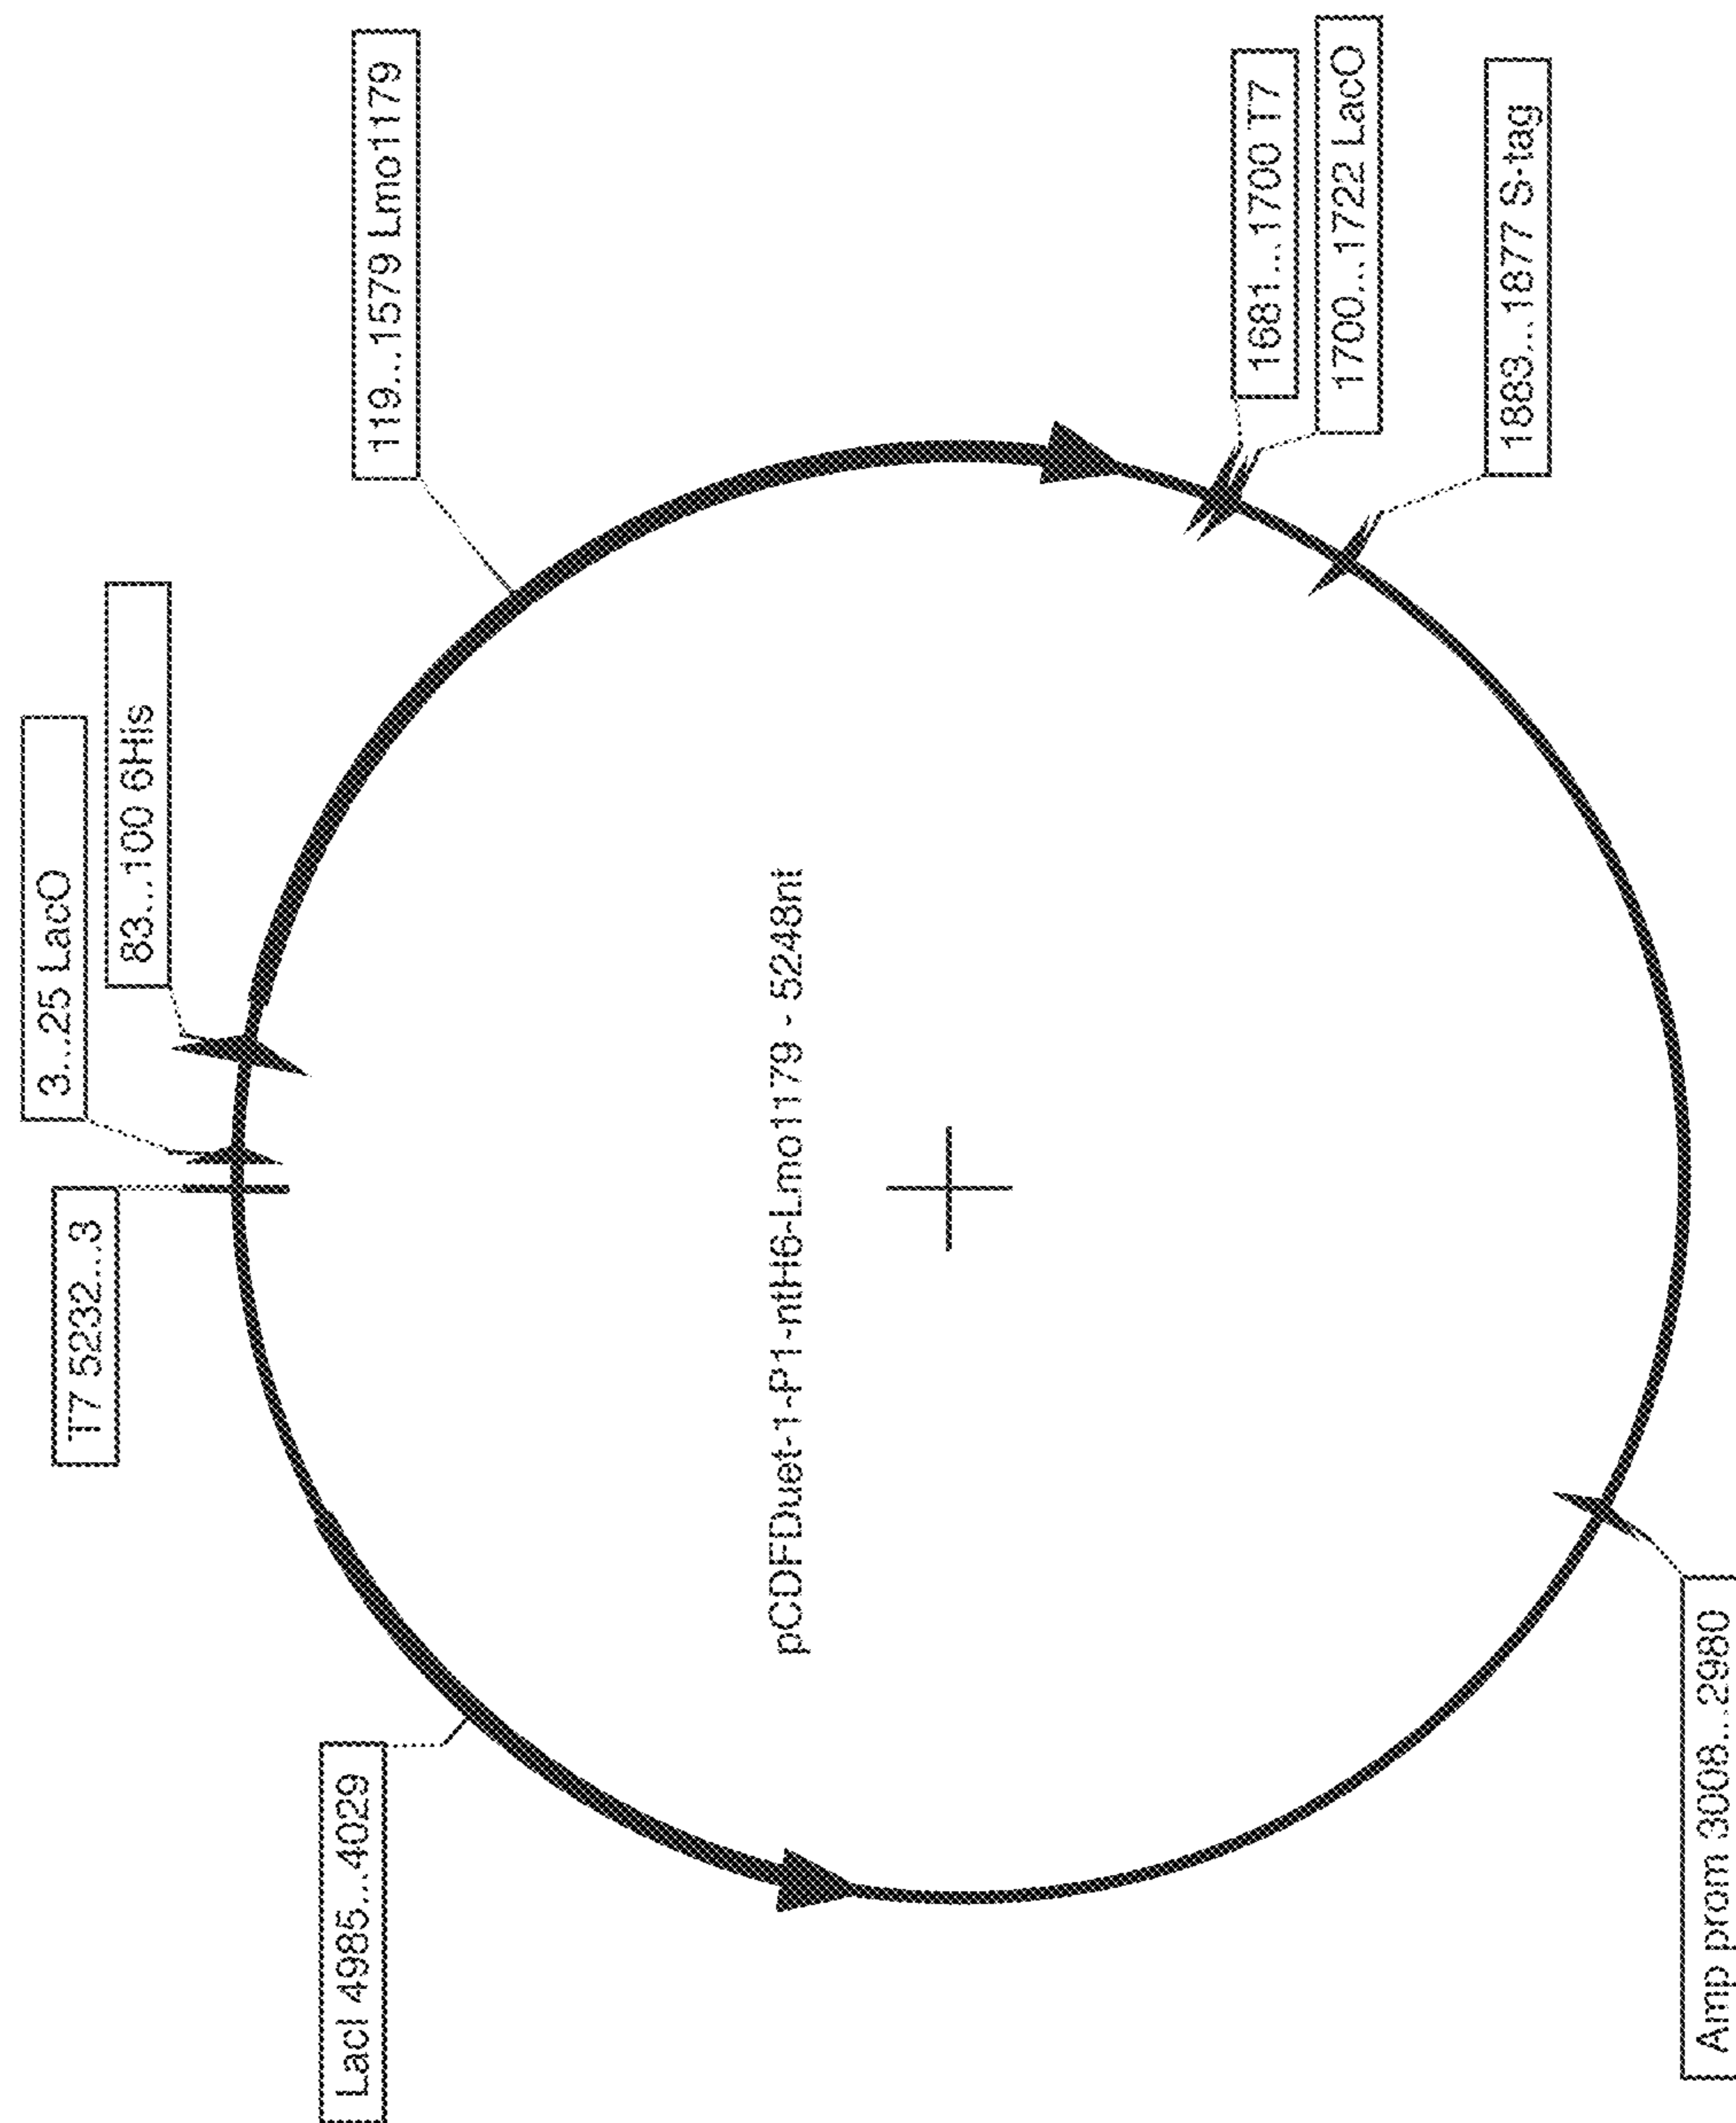 T7 5232...3
3...25 LacO
83...100 6His
119...1579 Lmo1179
LacI 4985...4029
pCDFDuet-1-P1-ntH6-Lmo1179 - 5248nt
1681...1700 T7
1700...1722 LacO
1883...1877 S-tag
Amp prom 3008...2980